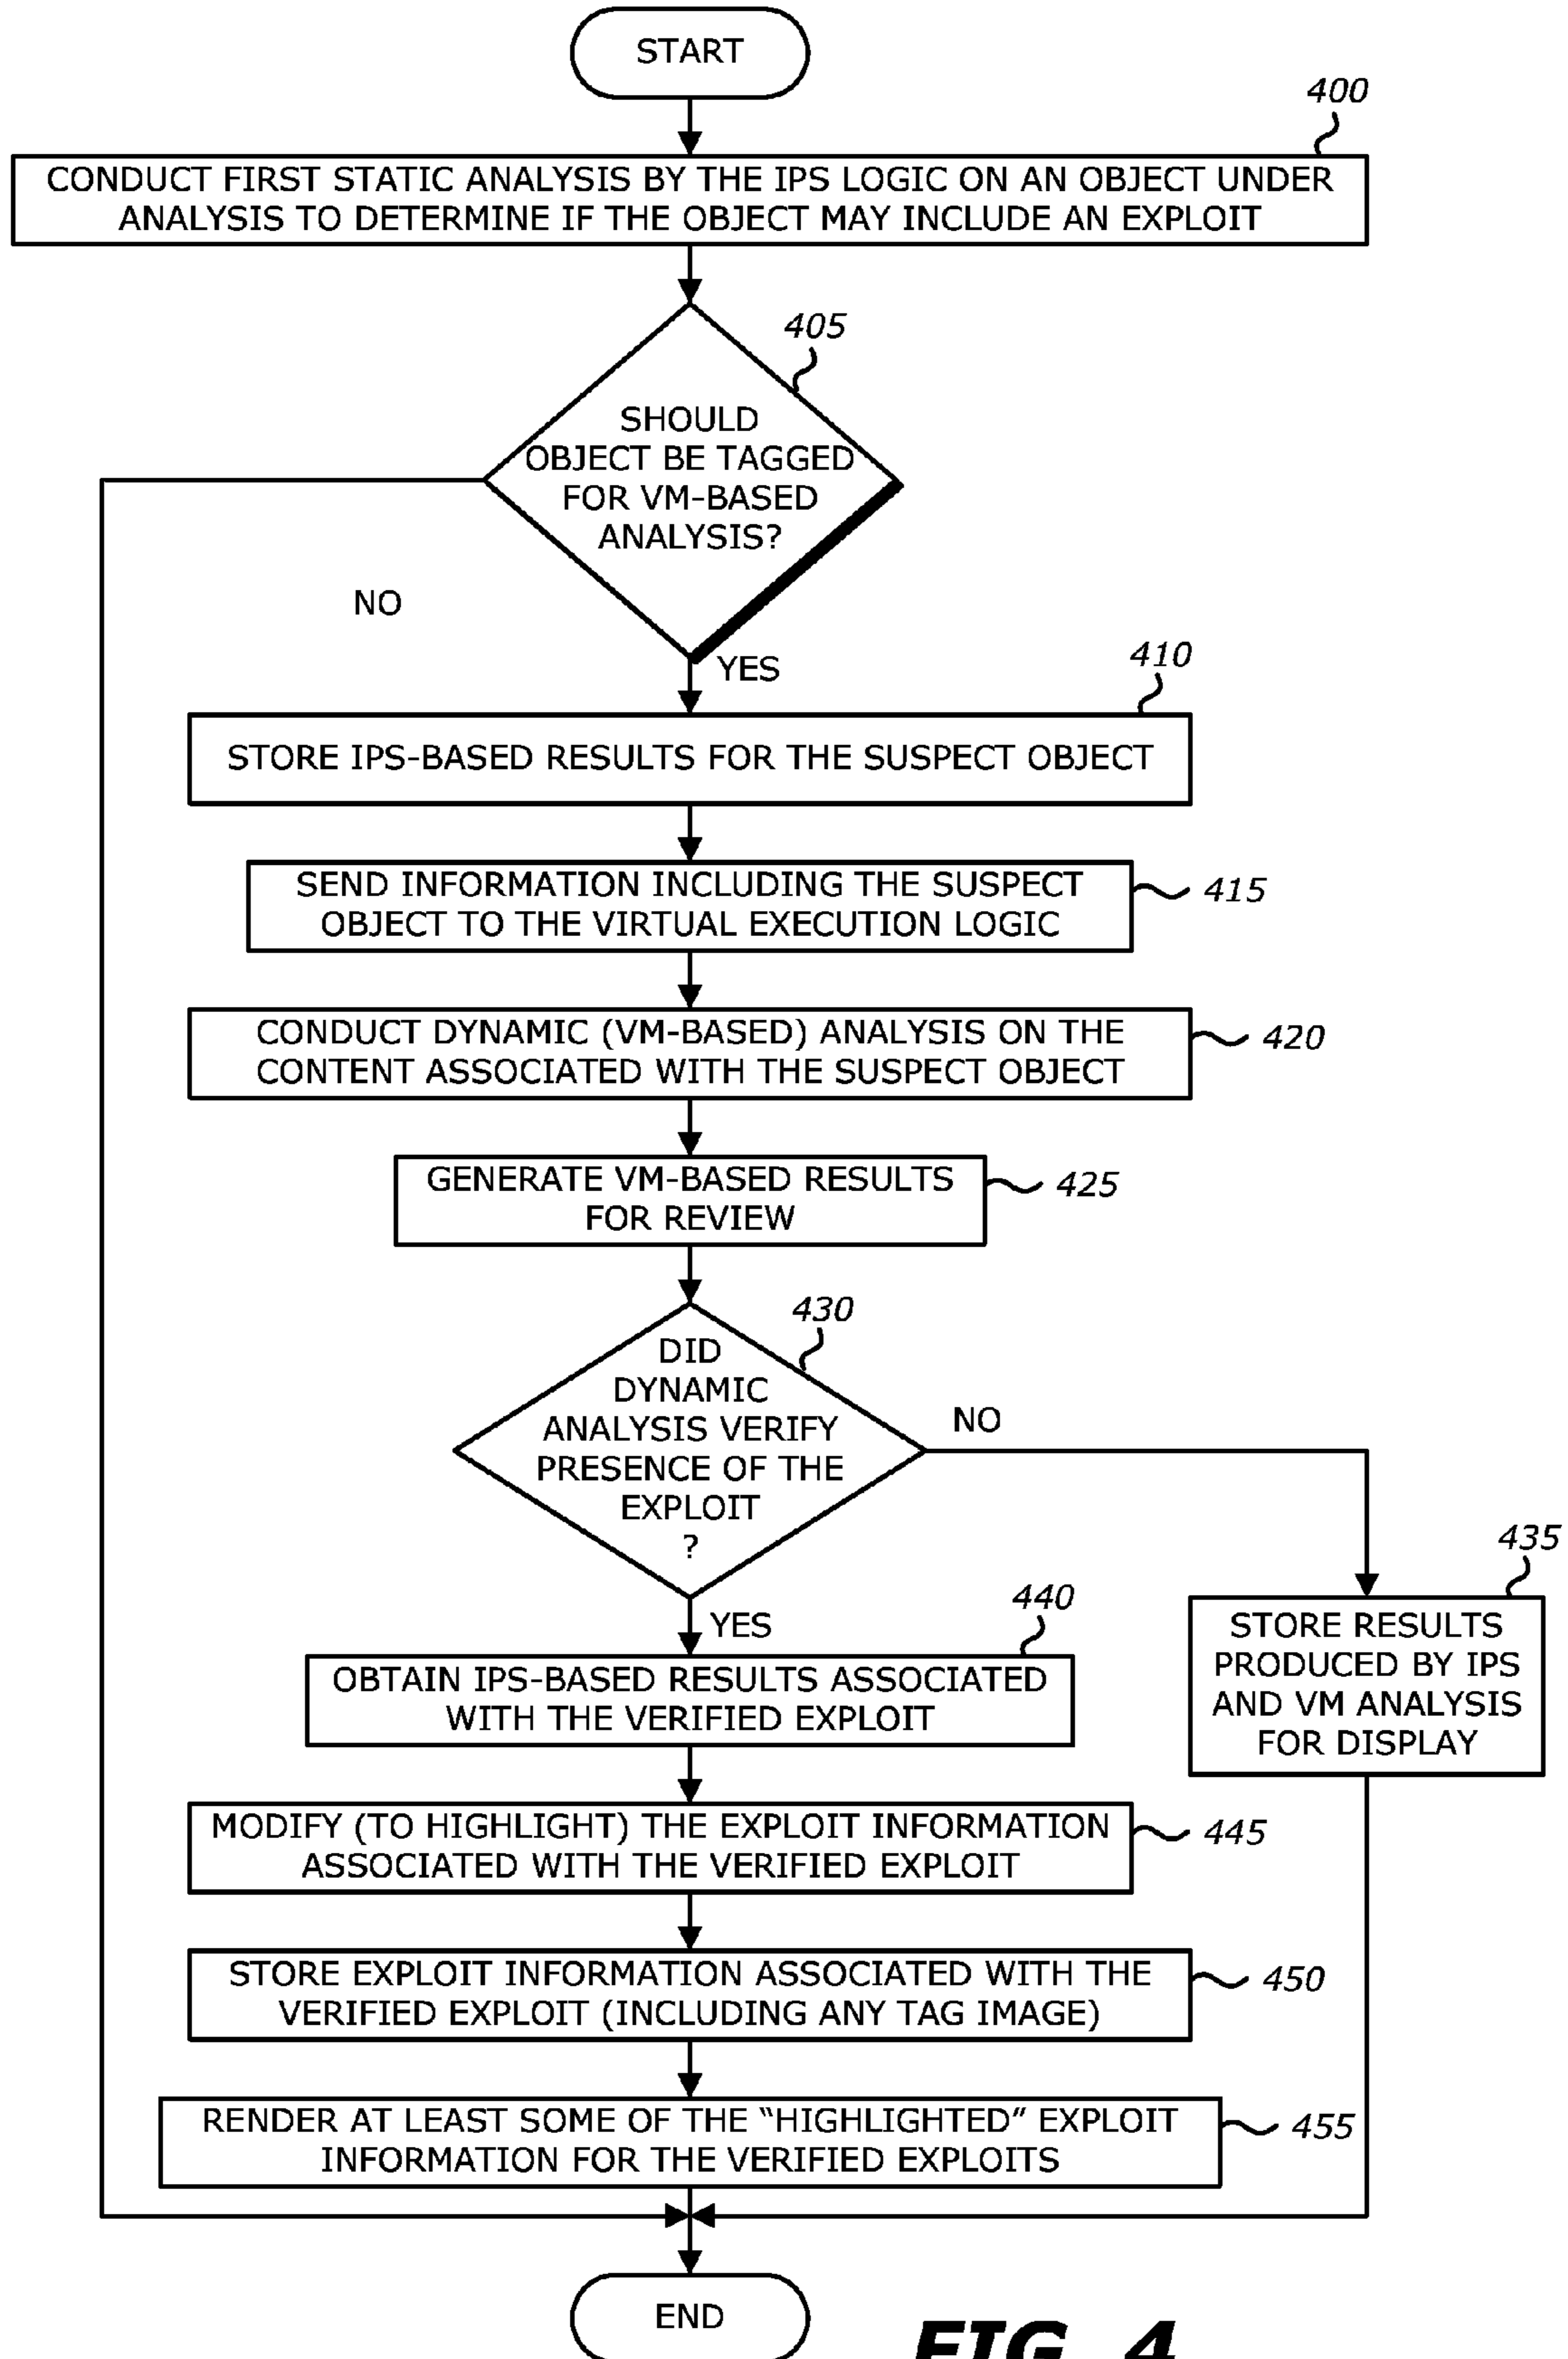 START
400
CONDUCT FIRST STATIC ANALYSIS BY THE IPS LOGIC ON AN OBJECT UNDER
ANALYSIS TO DETERMINE IF THE OBJECT MAY INCLUDE AN EXPLOIT
405
SHOULD
OBJECT BE TAGGED
FOR VM-BASED
ANALYSIS?
NO
YES
410
STORE IPS-BASED RESULTS FOR THE SUSPECT OBJECT
SEND INFORMATION INCLUDING THE SUSPECT
OBJECT TO THE VIRTUAL EXECUTION LOGIC
415
CONDUCT DYNAMIC (VM-BASED) ANALYSIS ON THE
CONTENT ASSOCIATED WITH THE SUSPECT OBJECT
420
GENERATE VM-BASED RESULTS
FOR REVIEW
425
430
DID
DYNAMIC
ANALYSIS VERIFY
PRESENCE OF THE
EXPLOIT
?
NO
435
STORE RESULTS
PRODUCED BY IPS
AND VM ANALYSIS
FOR DISPLAY
YES
440
OBTAIN IPS-BASED RESULTS ASSOCIATED
WITH THE VERIFIED EXPLOIT
MODIFY (TO HIGHLIGHT) THE EXPLOIT INFORMATION
ASSOCIATED WITH THE VERIFIED EXPLOIT
445
STORE EXPLOIT INFORMATION ASSOCIATED WITH THE
VERIFIED EXPLOIT (INCLUDING ANY TAG IMAGE)
450
RENDER AT LEAST SOME OF THE “HIGHLIGHTED” EXPLOIT
INFORMATION FOR THE VERIFIED EXPLOITS
455
END
FIG. 4